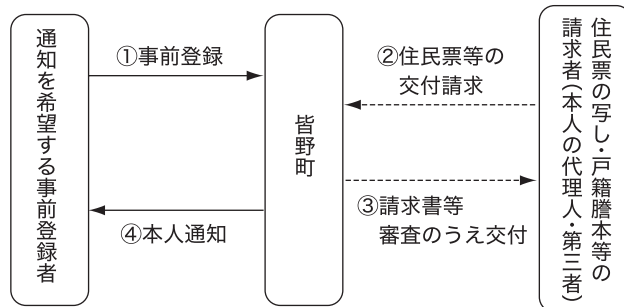 通知を希望する事前登録者
①事前登録
④本人通知
皆野町
②住民票等の
交付請求
③請求書等
審査のうえ交付
住民票の写し・戸籍謄本等の
請求者(本人の代理人・第三者)